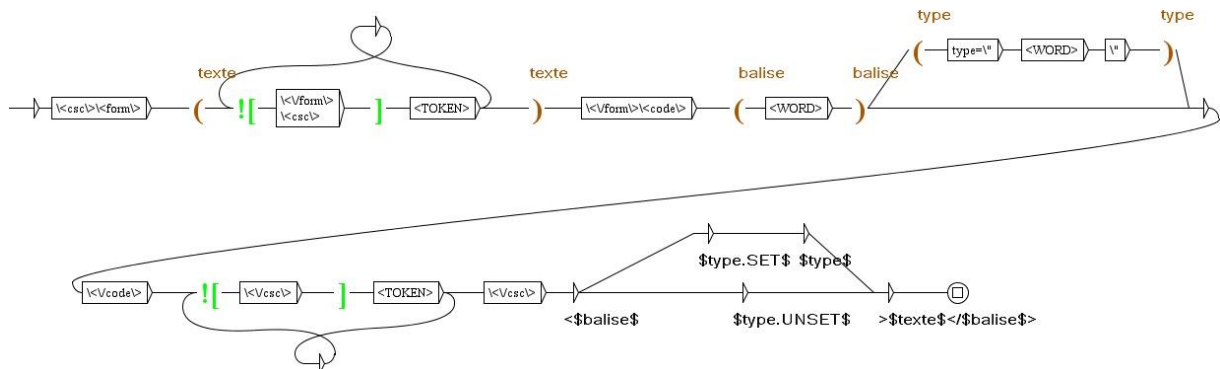 type type
type=\" <WORD> \"
( )
texte texte balise balise
\<csc\>\<form\> ( ![ \<\/form\> ] <TOKEN> ) \<\/form\>\<code\> ( <WORD> )
\<csc\>
$type.SET$ $type$
\<\/code\> ![ \<\/csc\> ] <TOKEN> \<\/csc\>
<$balise$ $type.UNSET$ >$texte$</$balise$>